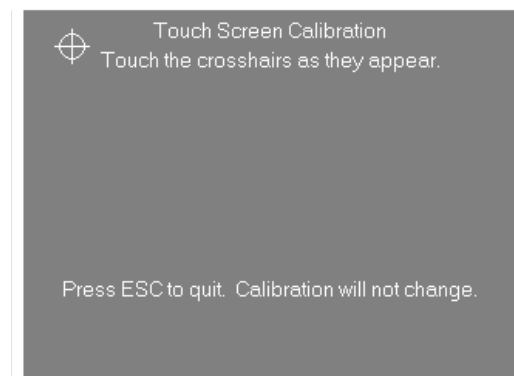 Touch Screen Calibration
Touch the crosshairs as they appear.
Press ESC to quit.  Calibration will not change.